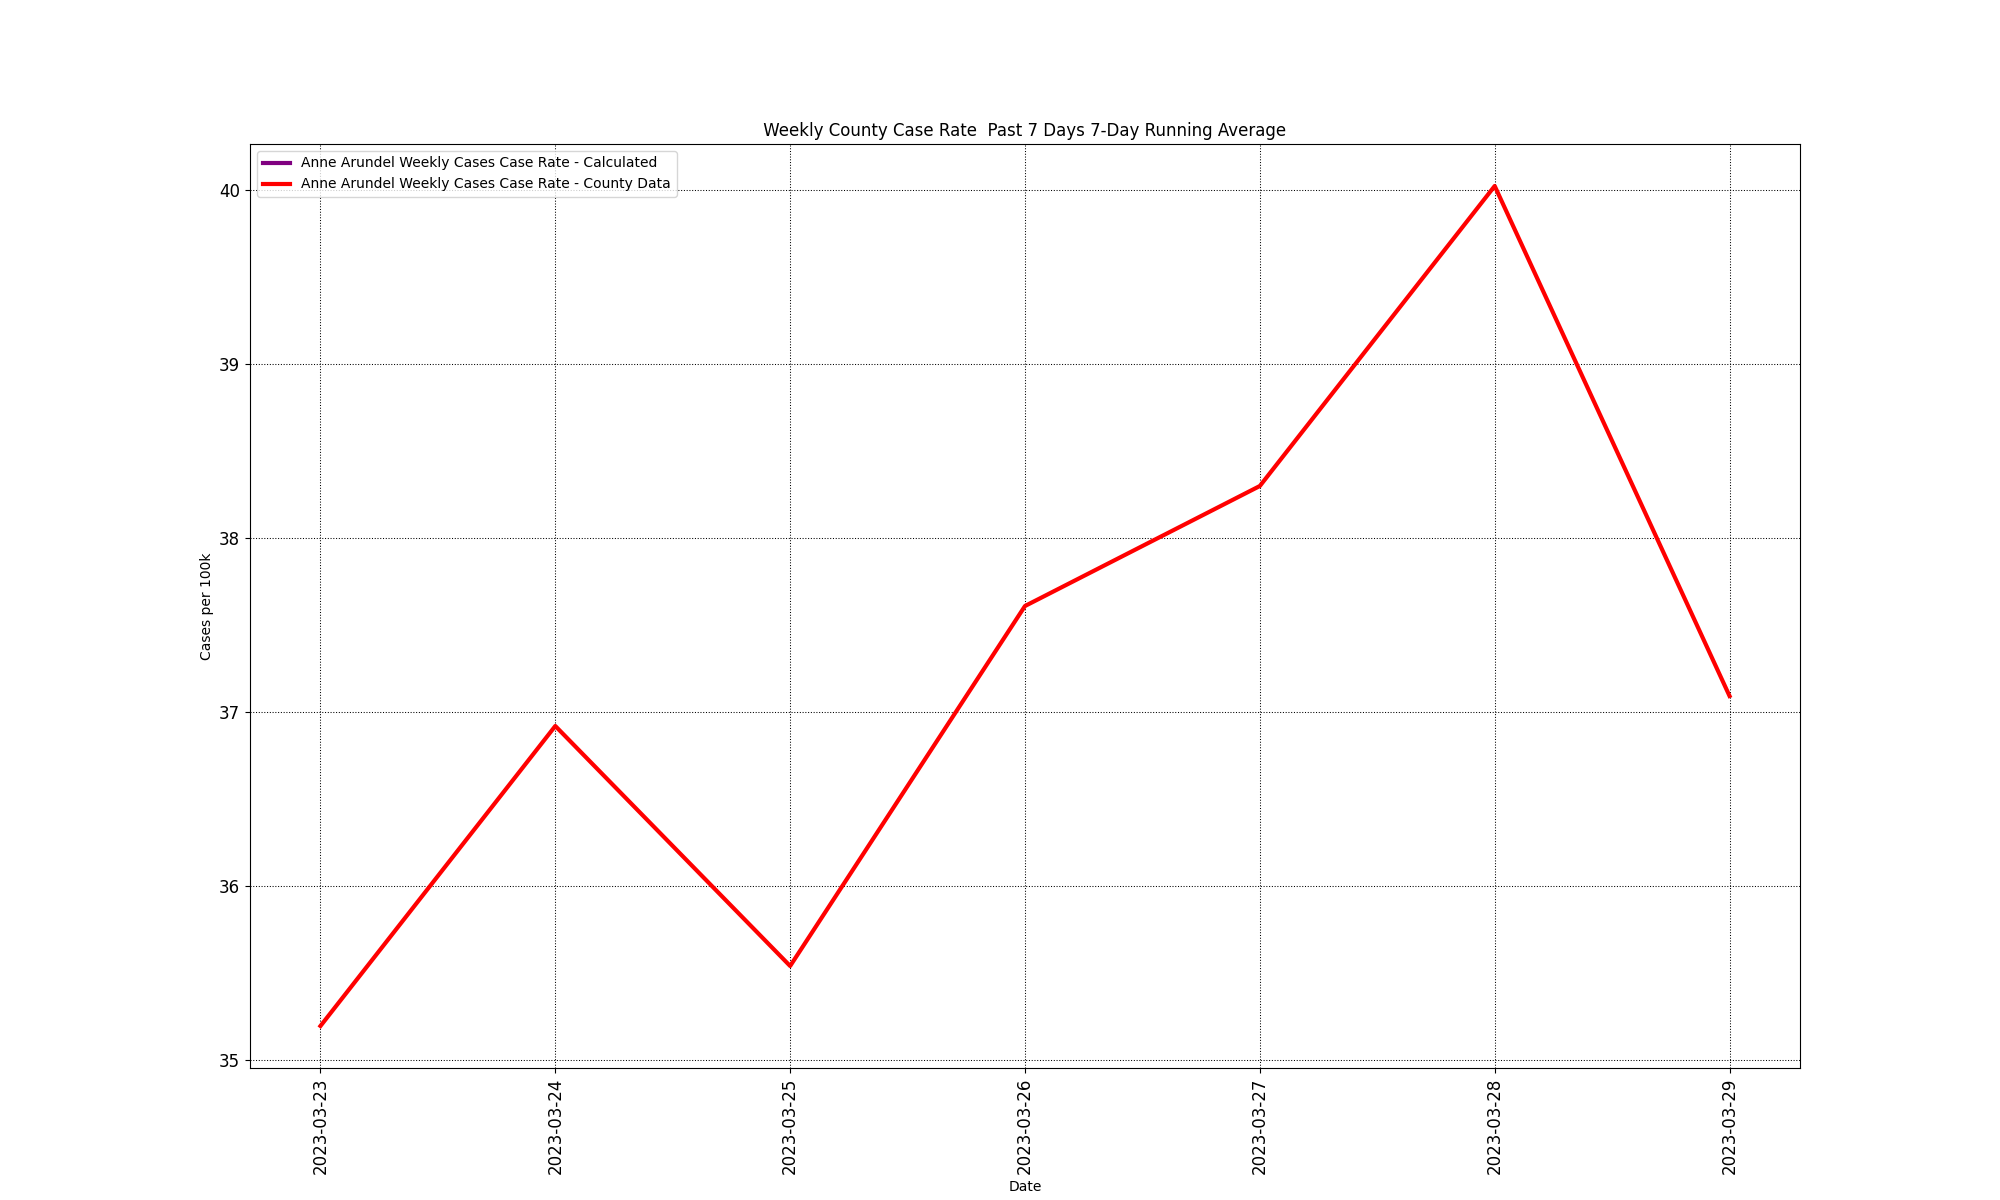 Weekly County Case Rate  Past 7 Days 7-Day Running Average
Anne Arundel Weekly Cases Case Rate - Calculated
Anne Arundel Weekly Cases Case Rate - County Data
40
39
38
37
36
35
Cases per 100k
2023-03-23
2023-03-24
2023-03-25
2023-03-26
2023-03-27
2023-03-28
2023-03-29
Date